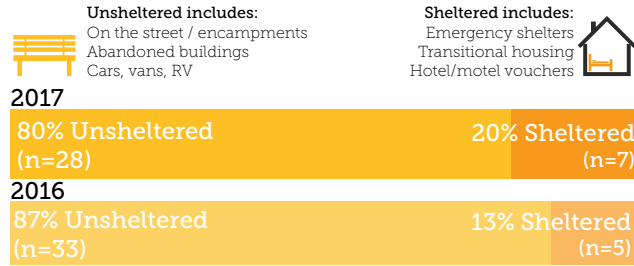 Unsheltered includes:
On the street / encampments
Abandoned buildings
Cars, vans, RV
Sheltered includes:
Emergency shelters
Transitional housing
Hotel/motel vouchers
2017
80% Unsheltered
(n=28)
20% Sheltered
(n=7)
2016
87% Unsheltered
(n=33)
13% Sheltered
(n=5)